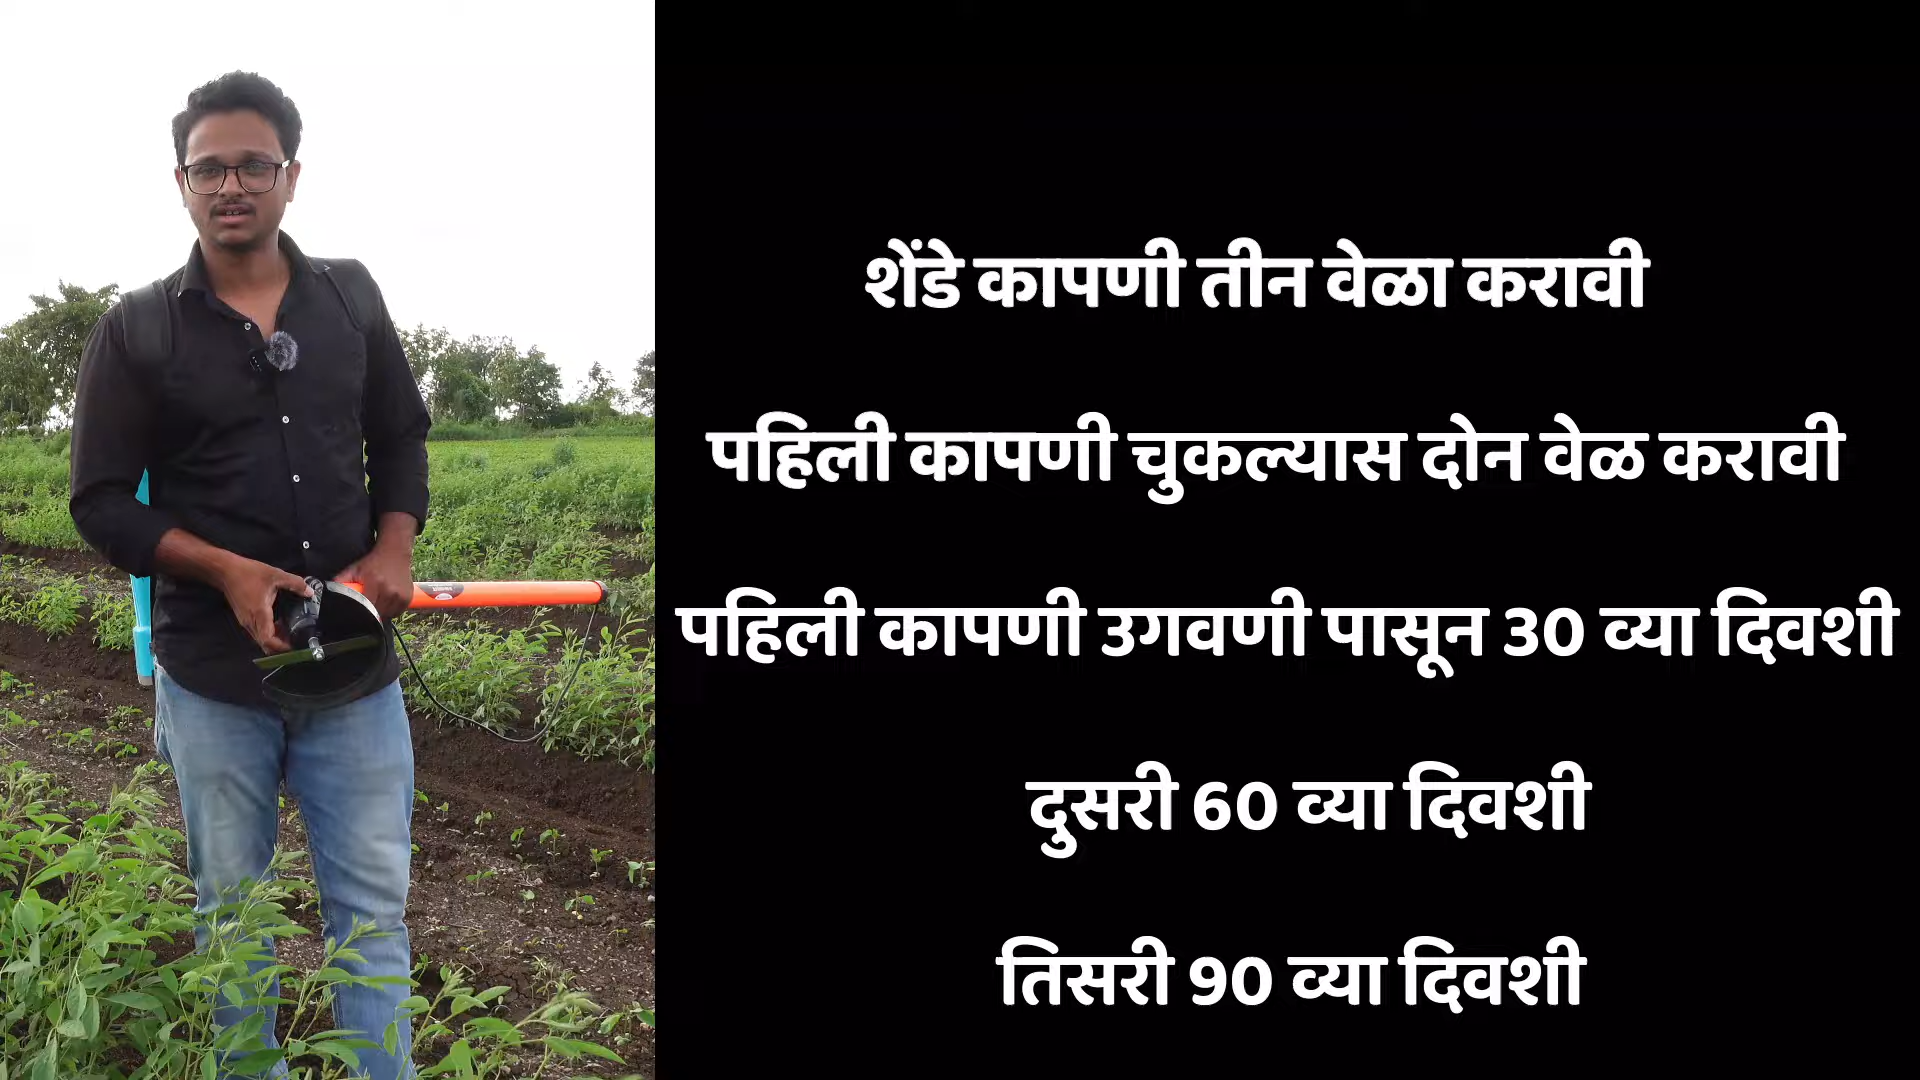 शेंडे कापणी तीन वेळा करावी
पहिली कापणी चुकल्यास दोन वेळ करावी
पहिली कापणी उगवणी पासून 30 व्या दिवशी
दुसरी 60 व्या दिवशी
तिसरी 90 व्या दिवशी